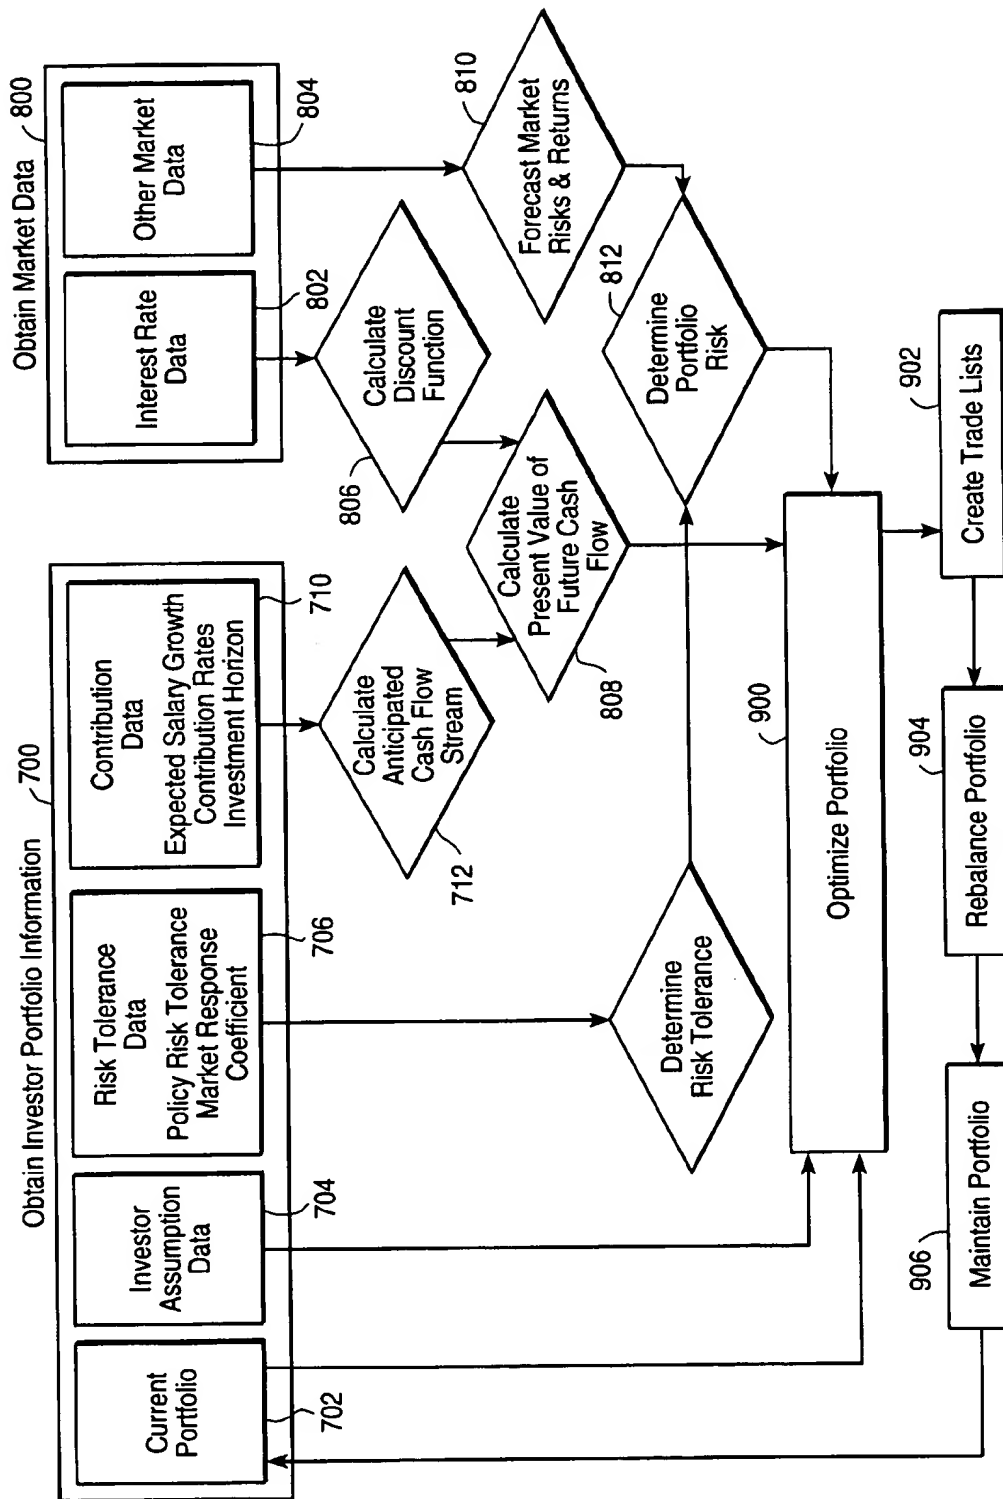 Obtain Investor Portfolio Information
700
Current
Portfolio
702
Investor
Assumption
Data
704
Risk Tolerance
Data
Policy Risk Tolerance
Market Response
Coefficient
706
Contribution
Data
Expected Salary Growth
Contribution Rates
Investment Horizon
710
Obtain Market Data
800
Interest Rate
Data
802
Other Market
Data
804
Calculate
Anticipated
Cash Flow
Stream
712
Calculate
Discount
Function
806
Calculate
Present Value of
Future Cash
Flow
808
Forecast Market
Risks & Returns
810
Determine
Risk Tolerance
Determine
Portfolio
Risk
812
Optimize Portfolio
900
Maintain Portfolio
906
Rebalance Portfolio
904
Create Trade Lists
902